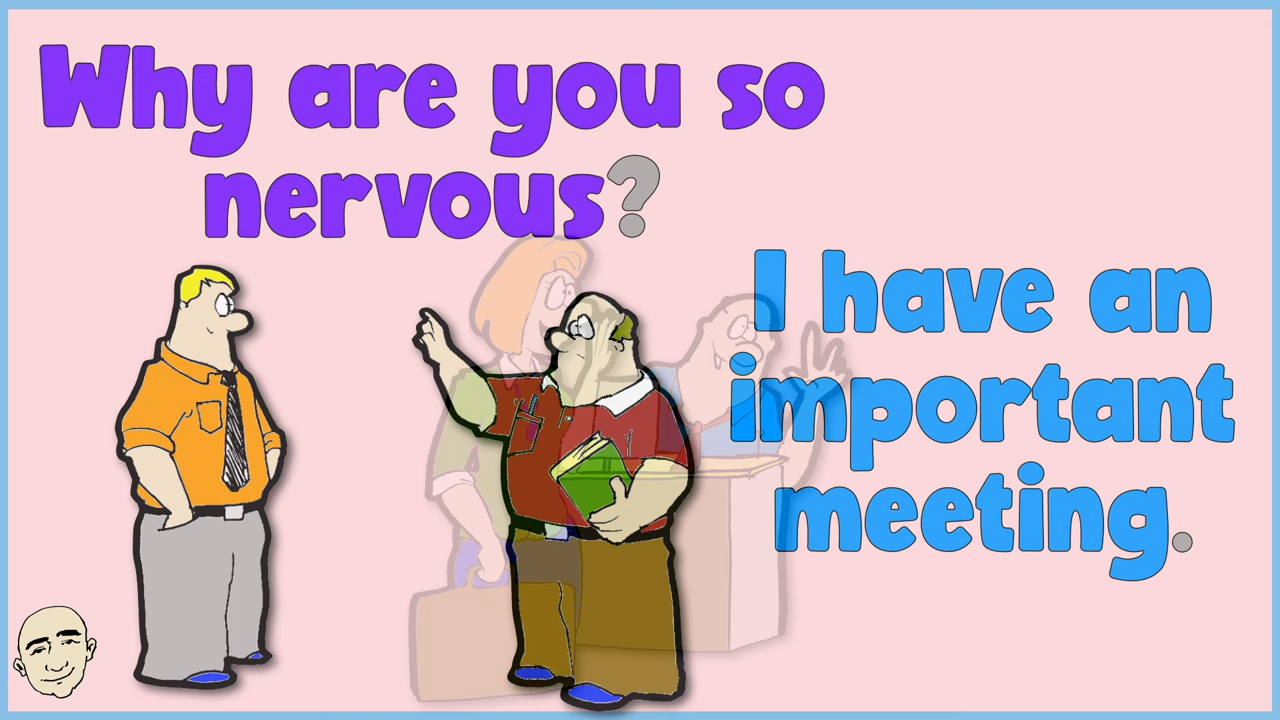 Why are you so
nervous?
I have an
important
meeting.